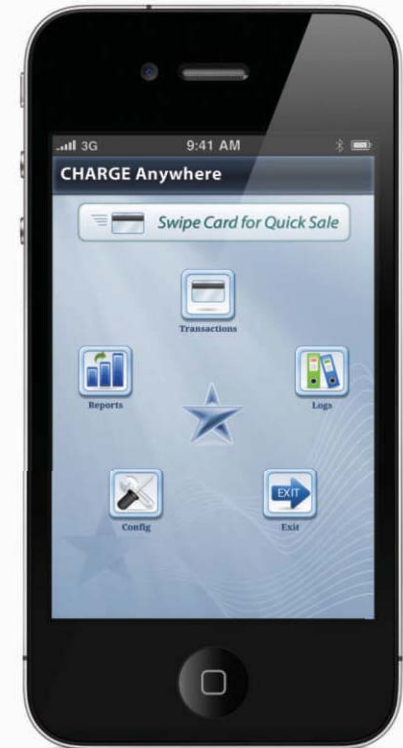 3G 9:41 AM
CHARGE Anywhere
Swipe Card for Quick Sale
Transactions
Reports
Logs
EXIT
Config
Exit